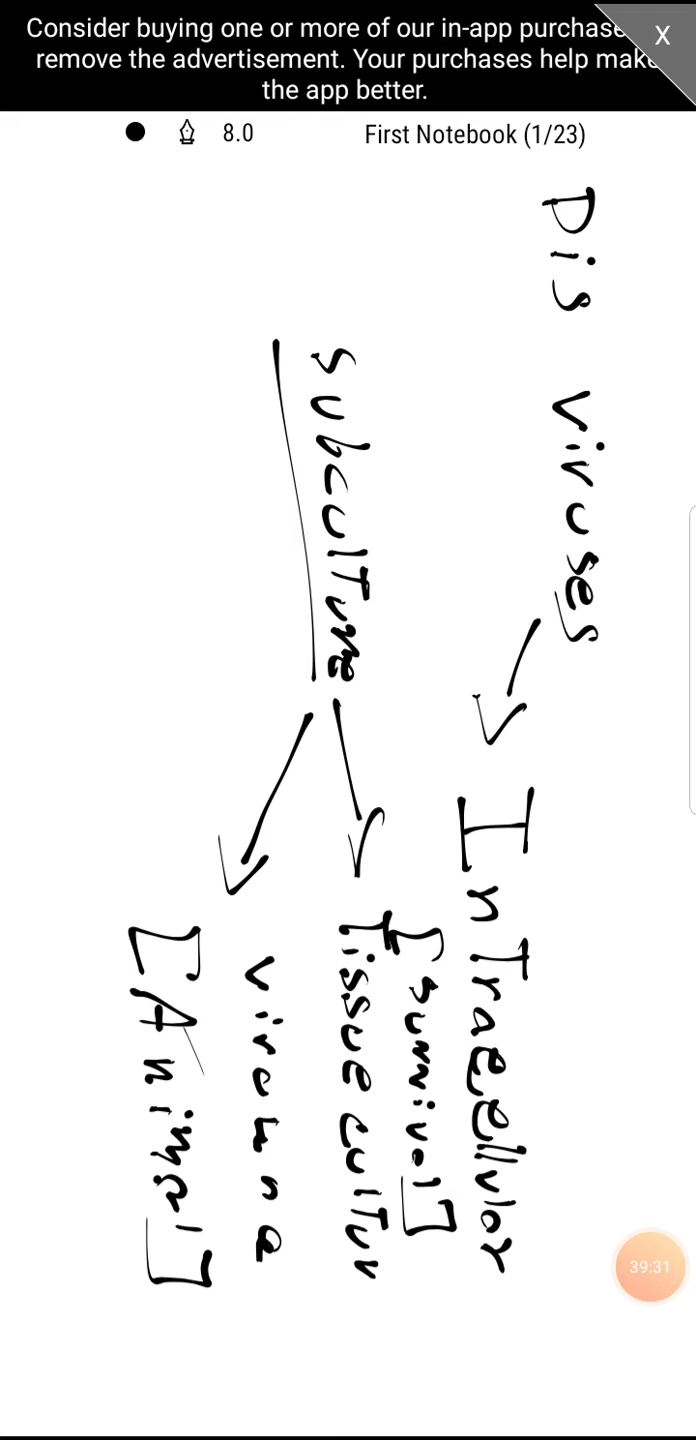 Consider buying one or more of our in-app purchase
remove the advertisement. Your purchases help make
the app better.
X
8.0
First Notebook (1/23)
Dis viruses
InTracellular
[survival]
Tissue cultur
subculture
[Animal]
39:31